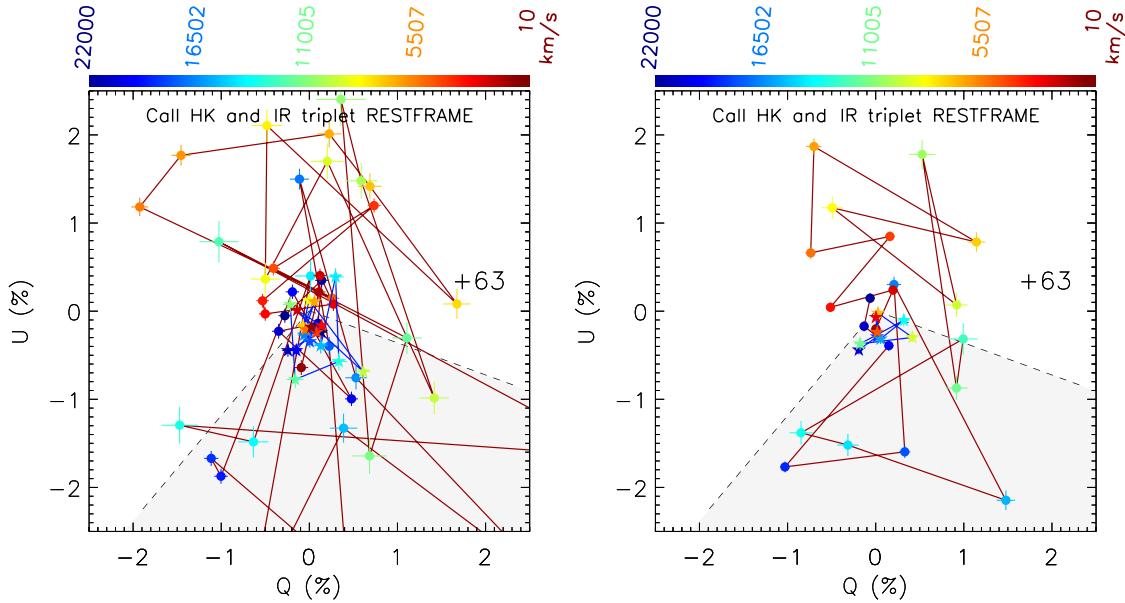 22000 16502 11005 5507 10 km/s
CaII HK and IR triplet RESTFRAME
+63
2
1
0
−1
−2
U (%)
−2 −1 0 1 2
Q (%)
22000 16502 11005 5507 10 km/s
CaII HK and IR triplet RESTFRAME
+63
2
1
0
−1
−2
U (%)
−2 −1 0 1 2
Q (%)